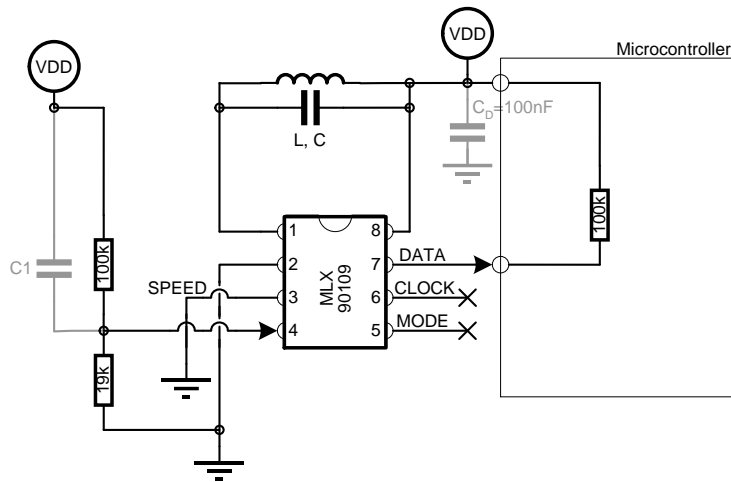 VDD
VDD
Microcontroller
C_D=100nF
L, C
100k
C1
100k
SPEED
1
2
3
4
MLX
90109
8
7
6
5
DATA
CLOCK
MODE
19k